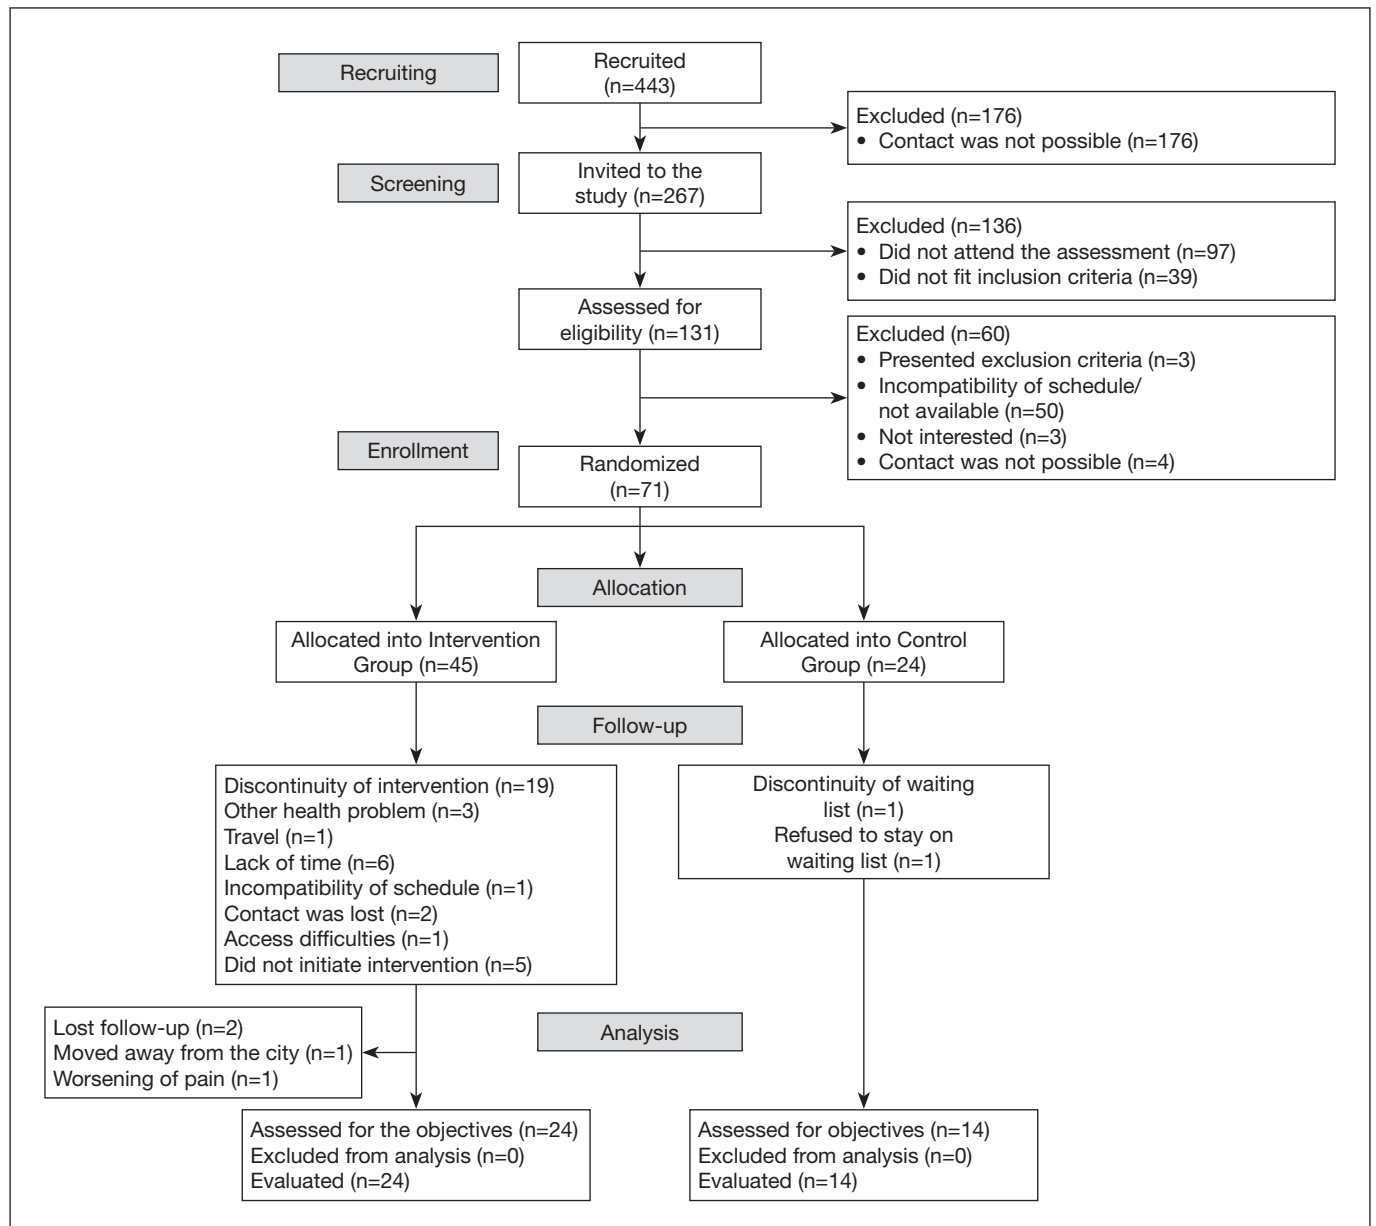 Recruiting
Recruited
(n=443)
Excluded (n=176)
• Contact was not possible (n=176)
Screening
Invited to the
study (n=267)
Excluded (n=136)
• Did not attend the assessment (n=97)
• Did not fit inclusion criteria (n=39)
Assessed for
eligibility (n=131)
Excluded (n=60)
• Presented exclusion criteria (n=3)
• Incompatibility of schedule/
not available (n=50)
• Not interested (n=3)
• Contact was not possible (n=4)
Enrollment
Randomized
(n=71)
Allocation
Allocated into Intervention
Group (n=45)
Allocated into Control
Group (n=24)
Follow-up
Discontinuity of intervention (n=19)
Other health problem (n=3)
Travel (n=1)
Lack of time (n=6)
Incompatibility of schedule (n=1)
Contact was lost (n=2)
Access difficulties (n=1)
Did not initiate intervention (n=5)
Discontinuity of waiting
list (n=1)
Refused to stay on
waiting list (n=1)
Lost follow-up (n=2)
Moved away from the city (n=1)
Worsening of pain (n=1)
Analysis
Assessed for the objectives (n=24)
Excluded from analysis (n=0)
Evaluated (n=24)
Assessed for objectives (n=14)
Excluded from analysis (n=0)
Evaluated (n=14)